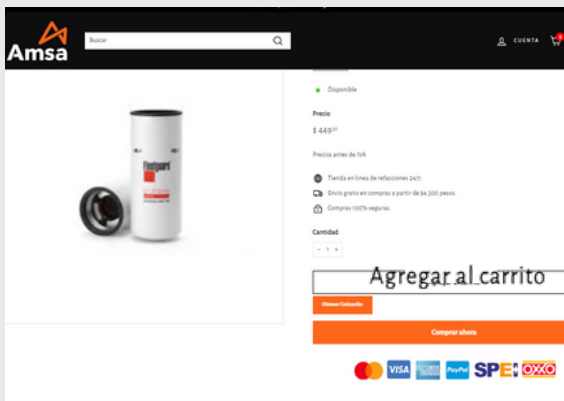 Amsa
Buscar
CUENTA
Disponible
Precio
$ 449
Precios antes de IVA
Tienda en línea de refacciones 24/7.
Envío gratis en compras a partir de $4,500 pesos.
Compras 100% seguras.
Cantidad
- 1 +
Agregar al carrito
Obtener Cotización
Comprar ahora
Fleetguard
VISA
PayPal
SPEI
OXXO